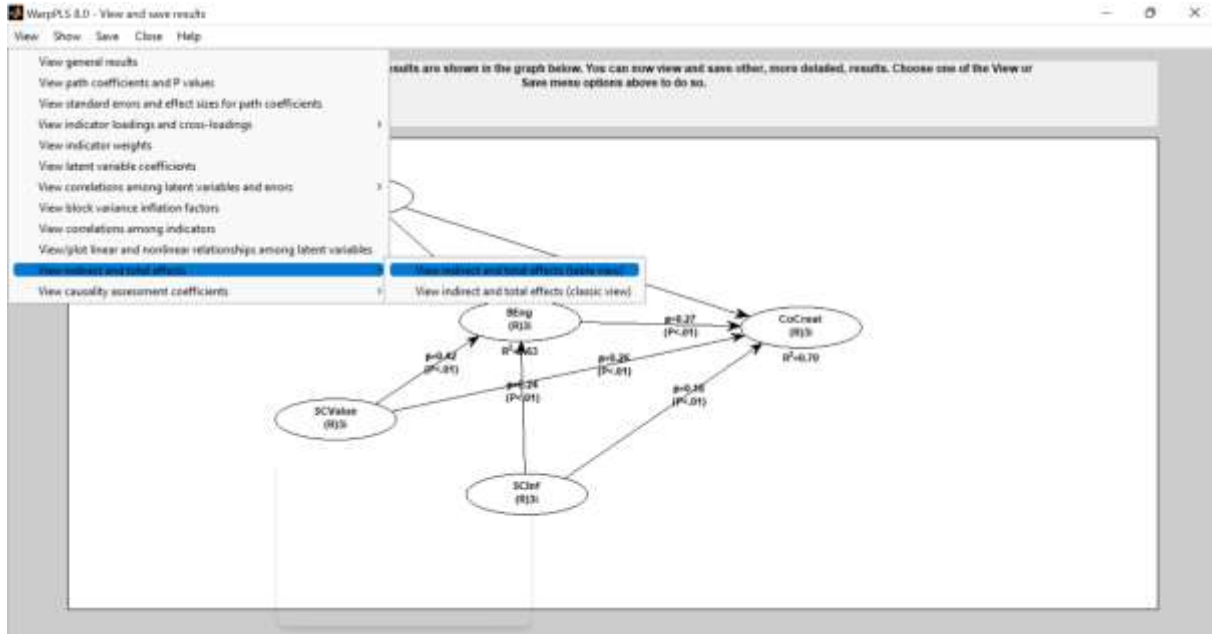 WarpPLS 8.0 - View and save results
View Show Save Close Help
View general results
View path coefficients and P values
View standard errors and effect sizes for path coefficients
View indicator loadings and cross-loadings
View indicator weights
View latent variable coefficients
View correlations among latent variables and errors
View block variance inflation factors
View correlations among indicators
View/plot linear and nonlinear relationships among latent variables
View indirect and total effects
View causality assessment coefficients
View indirect and total effects (table view)
View indirect and total effects (classic view)
results are shown in the graph below. You can now view and save other, more detailed, results. Choose one of the View or
Save menu options above to do so.
BEng
(R)3i
R²=0.63
β=0.27
(P<.01)
CoCreat
(R)3i
R²=0.70
β=0.42
(P<.01)
(P<.01)
β=0.24
(P<.01)
(P<.01)
SCValue
(R)3i
SCInf
(R)3i